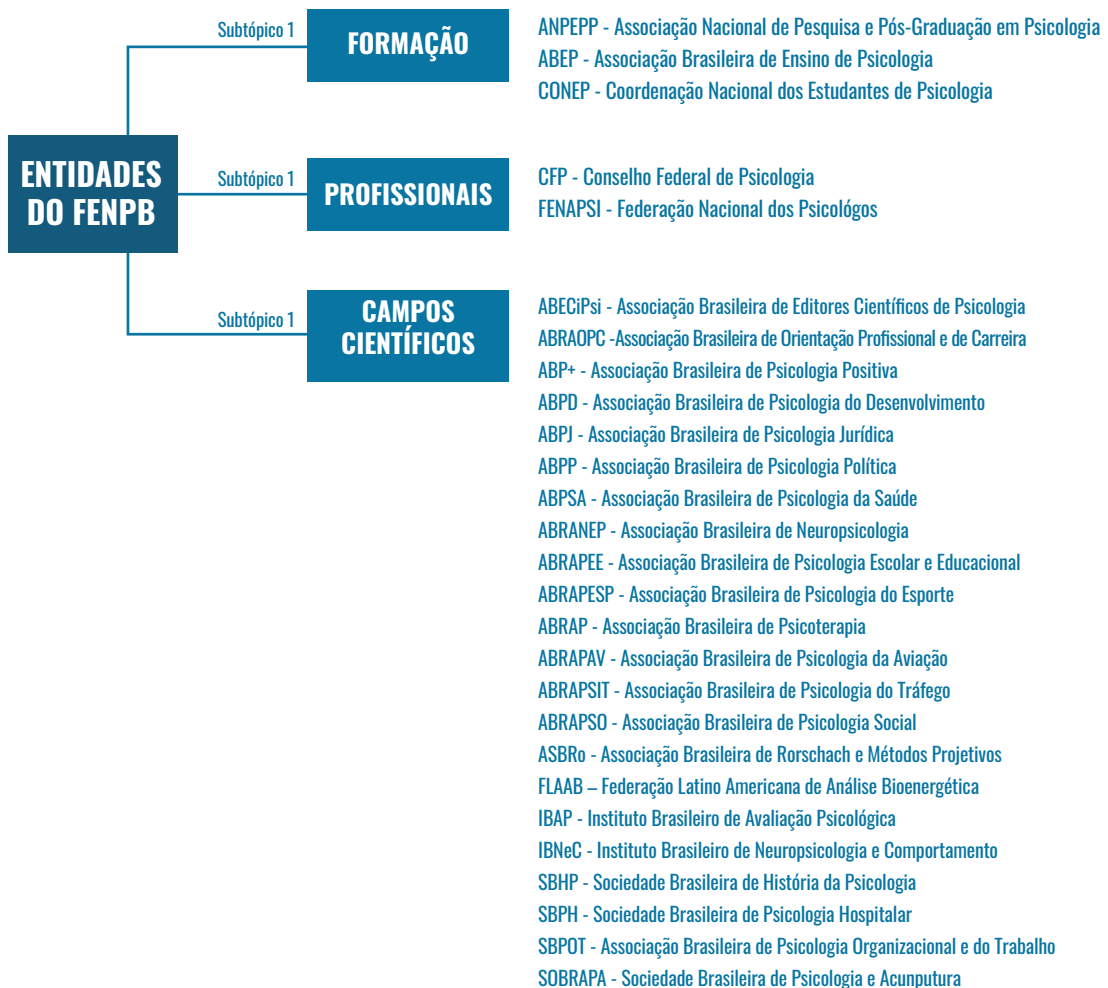 ENTIDADES
DO FENPB
Subtópico 1
FORMAÇÃO
ANPEPP - Associação Nacional de Pesquisa e Pós-Graduação em Psicologia
ABEP - Associação Brasileira de Ensino de Psicologia
CONEP - Coordenação Nacional dos Estudantes de Psicologia
Subtópico 1
PROFISSIONAIS
CFP - Conselho Federal de Psicologia
FENAPSI - Federação Nacional dos Psicológos
Subtópico 1
CAMPOS
CIENTÍFICOS
ABECiPsi - Associação Brasileira de Editores Científicos de Psicologia
ABRAOPC -Associação Brasileira de Orientação Profissional e de Carreira
ABP+ - Associação Brasileira de Psicologia Positiva
ABPD - Associação Brasileira de Psicologia do Desenvolvimento
ABPJ - Associação Brasileira de Psicologia Jurídica
ABPP - Associação Brasileira de Psicologia Política
ABPSA - Associação Brasileira de Psicologia da Saúde
ABRANEP - Associação Brasileira de Neuropsicologia
ABRAPEE - Associação Brasileira de Psicologia Escolar e Educacional
ABRAPESP - Associação Brasileira de Psicologia do Esporte
ABRAP - Associação Brasileira de Psicoterapia
ABRAPAV - Associação Brasileira de Psicologia da Aviação
ABRAPSIT - Associação Brasileira de Psicologia do Tráfego
ABRAPSO - Associação Brasileira de Psicologia Social
ASBRo - Associação Brasileira de Rorschach e Métodos Projetivos
FLAAB – Federação Latino Americana de Análise Bioenergética
IBAP - Instituto Brasileiro de Avaliação Psicológica
IBNeC - Instituto Brasileiro de Neuropsicologia e Comportamento
SBHP - Sociedade Brasileira de História da Psicologia
SBPH - Sociedade Brasileira de Psicologia Hospitalar
SBPOT - Associação Brasileira de Psicologia Organizacional e do Trabalho
SOBRAPA - Sociedade Brasileira de Psicologia e Acunputura